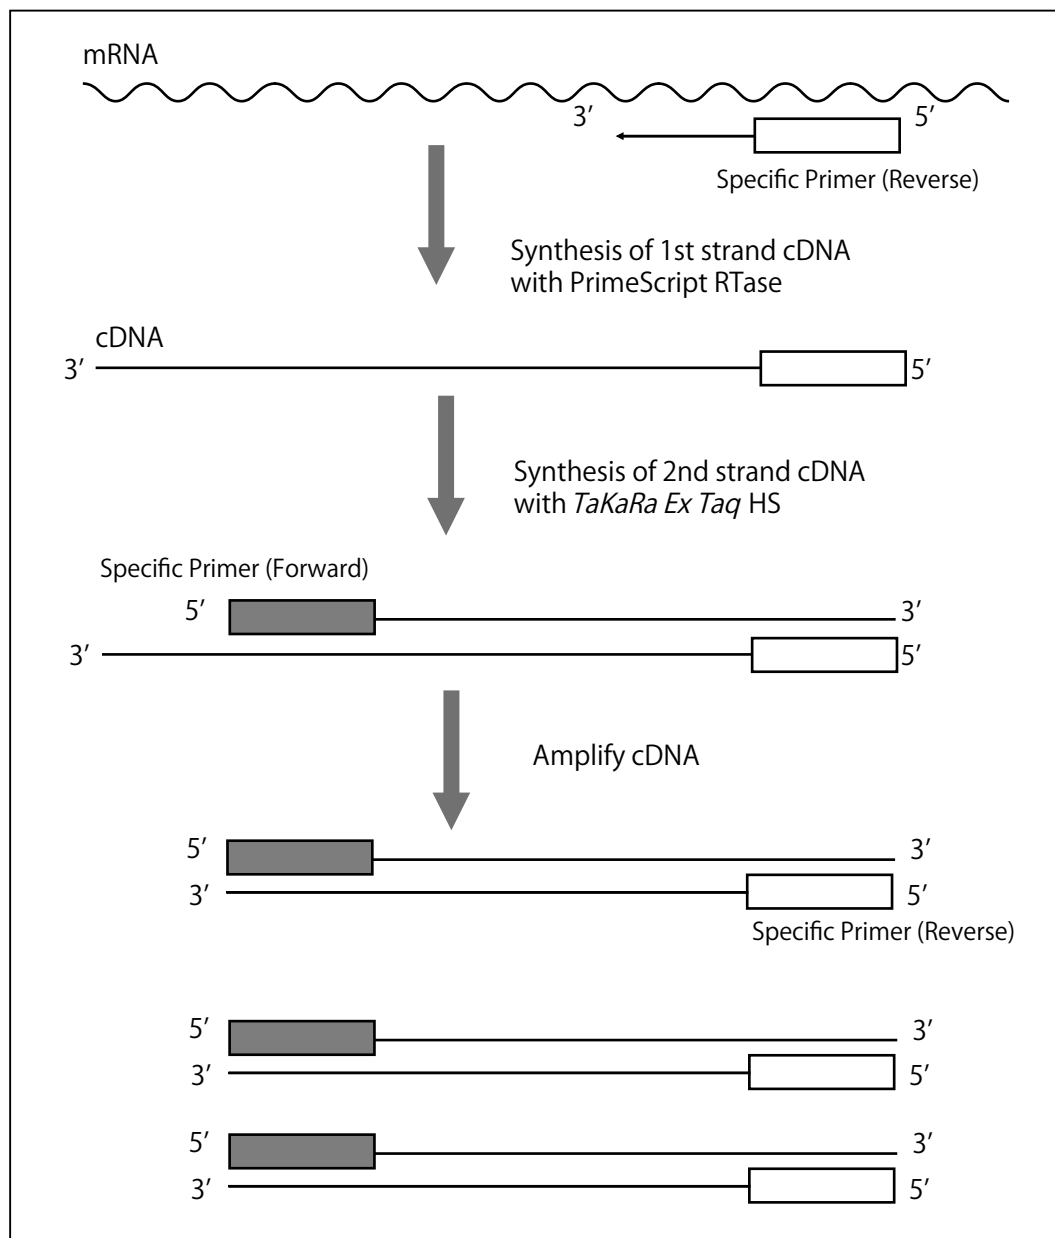 mRNA
3’
5’
Specific Primer (Reverse)
Synthesis of 1st strand cDNA
with PrimeScript RTase
cDNA
3’
5’
Synthesis of 2nd strand cDNA
with TaKaRa Ex Taq HS
Specific Primer (Forward)
5’
3’
3’
5’
Amplify cDNA
5’
3’
3’
5’
Specific Primer (Reverse)
5’
3’
3’
5’
5’
3’
3’
5’